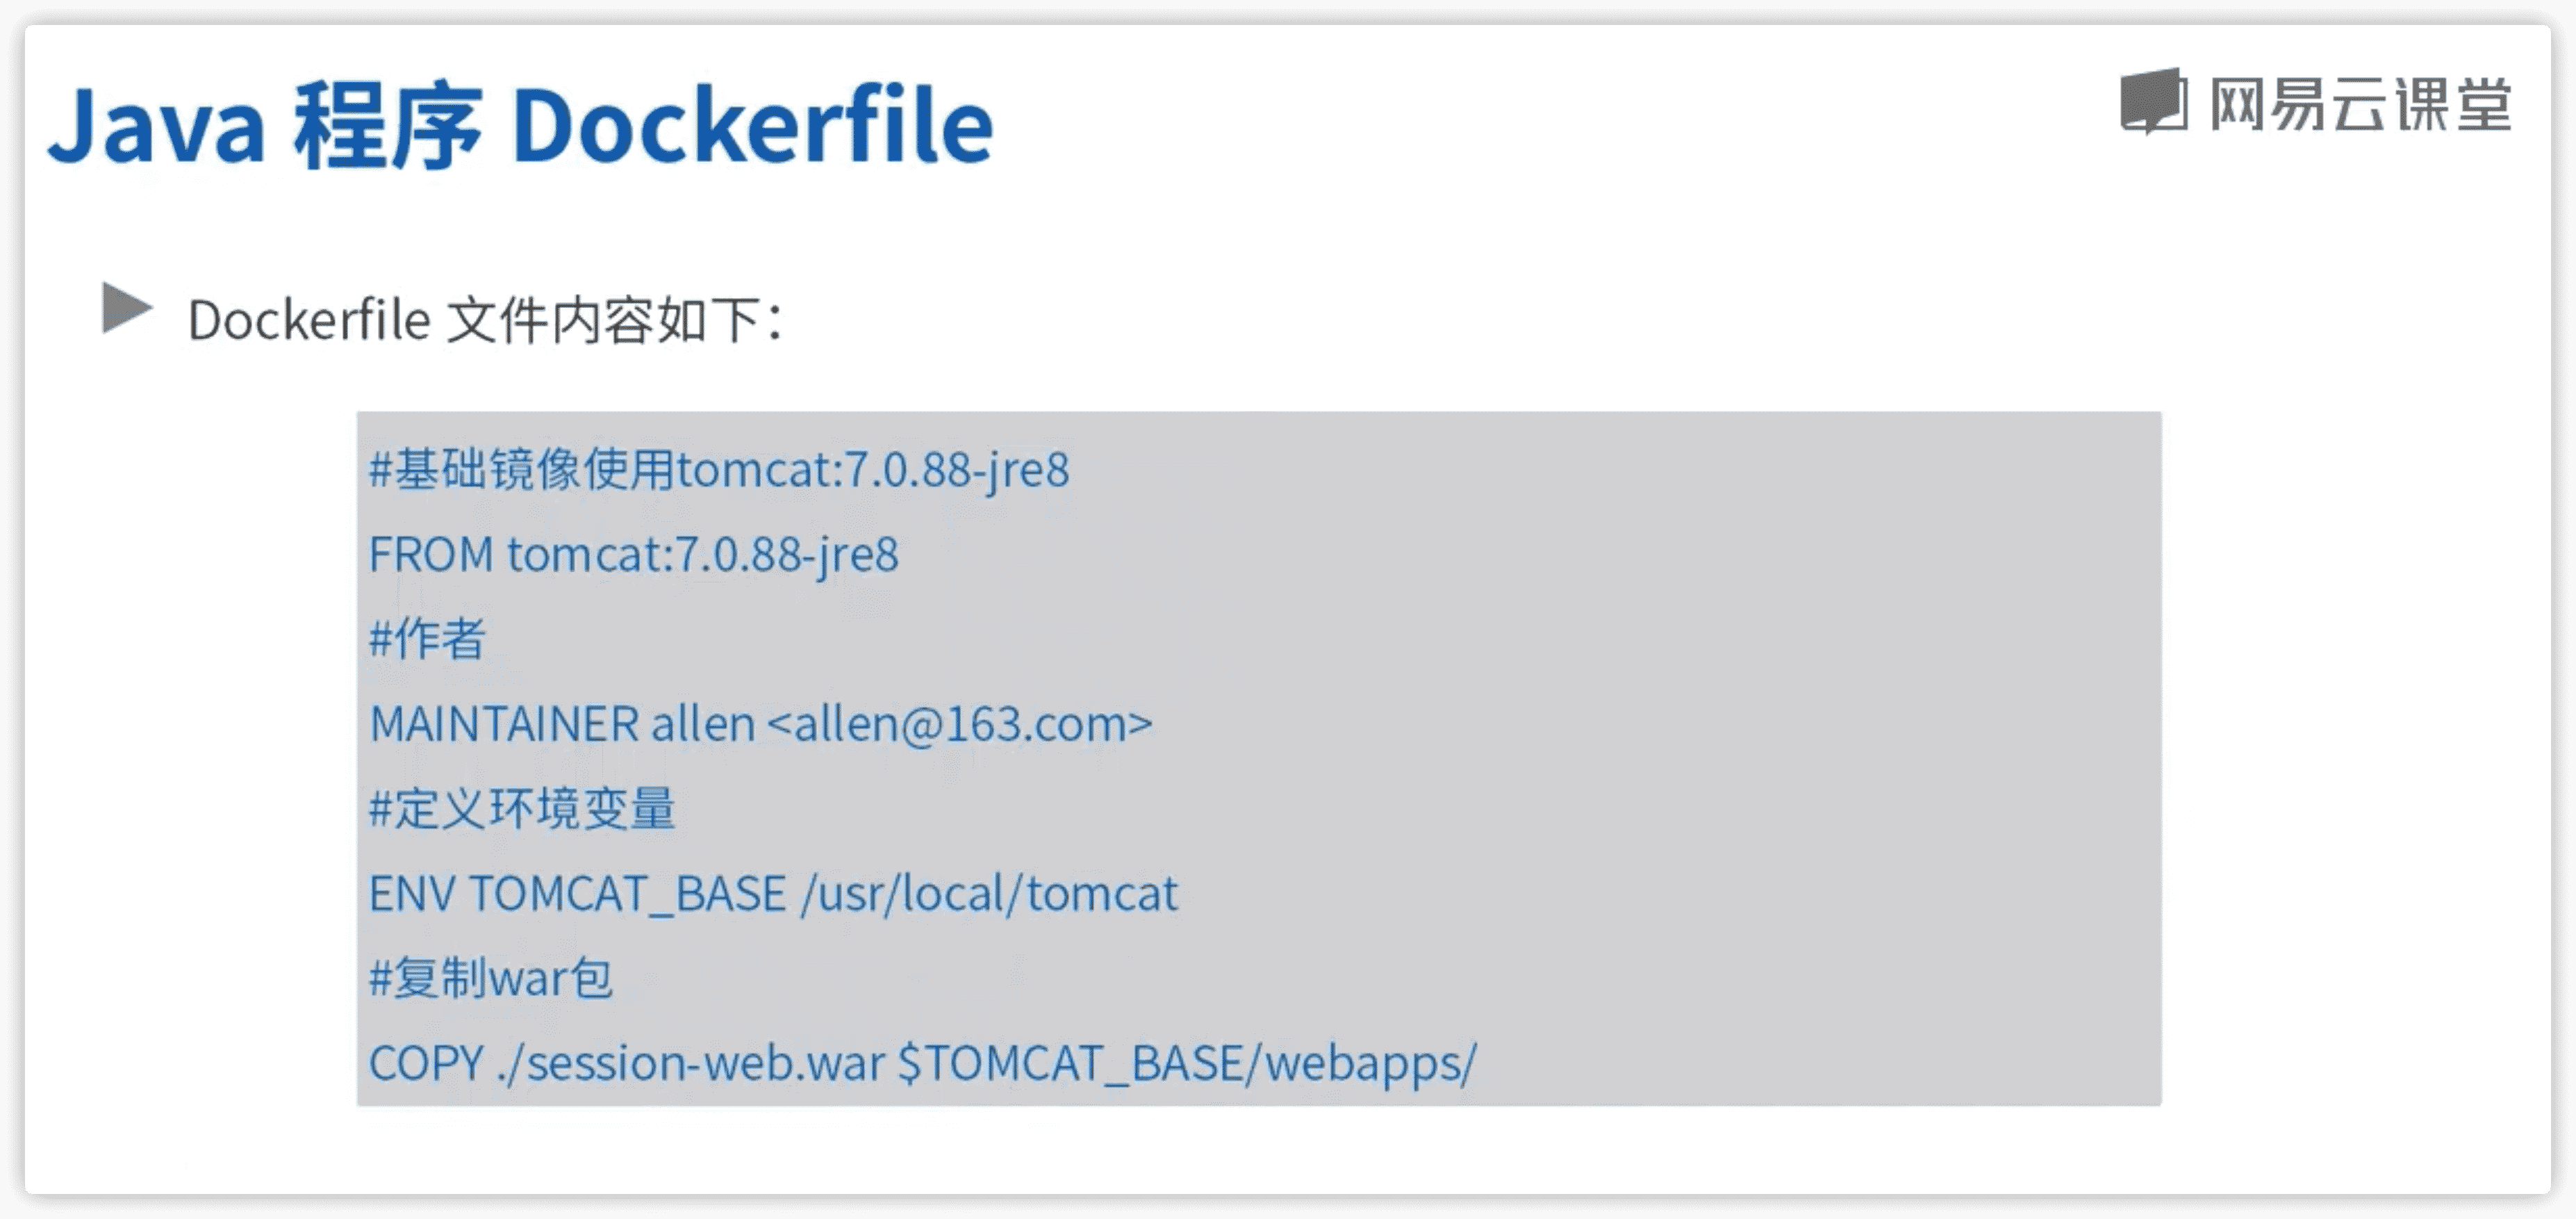 Java 程序 Dockerfile
网易云课堂
Dockerfile 文件内容如下：
#基础镜像使用tomcat:7.0.88-jre8
FROM tomcat:7.0.88-jre8
#作者
MAINTAINER allen <allen@163.com>
#定义环境变量
ENV TOMCAT_BASE /usr/local/tomcat
#复制war包
COPY ./session-web.war $TOMCAT_BASE/webapps/